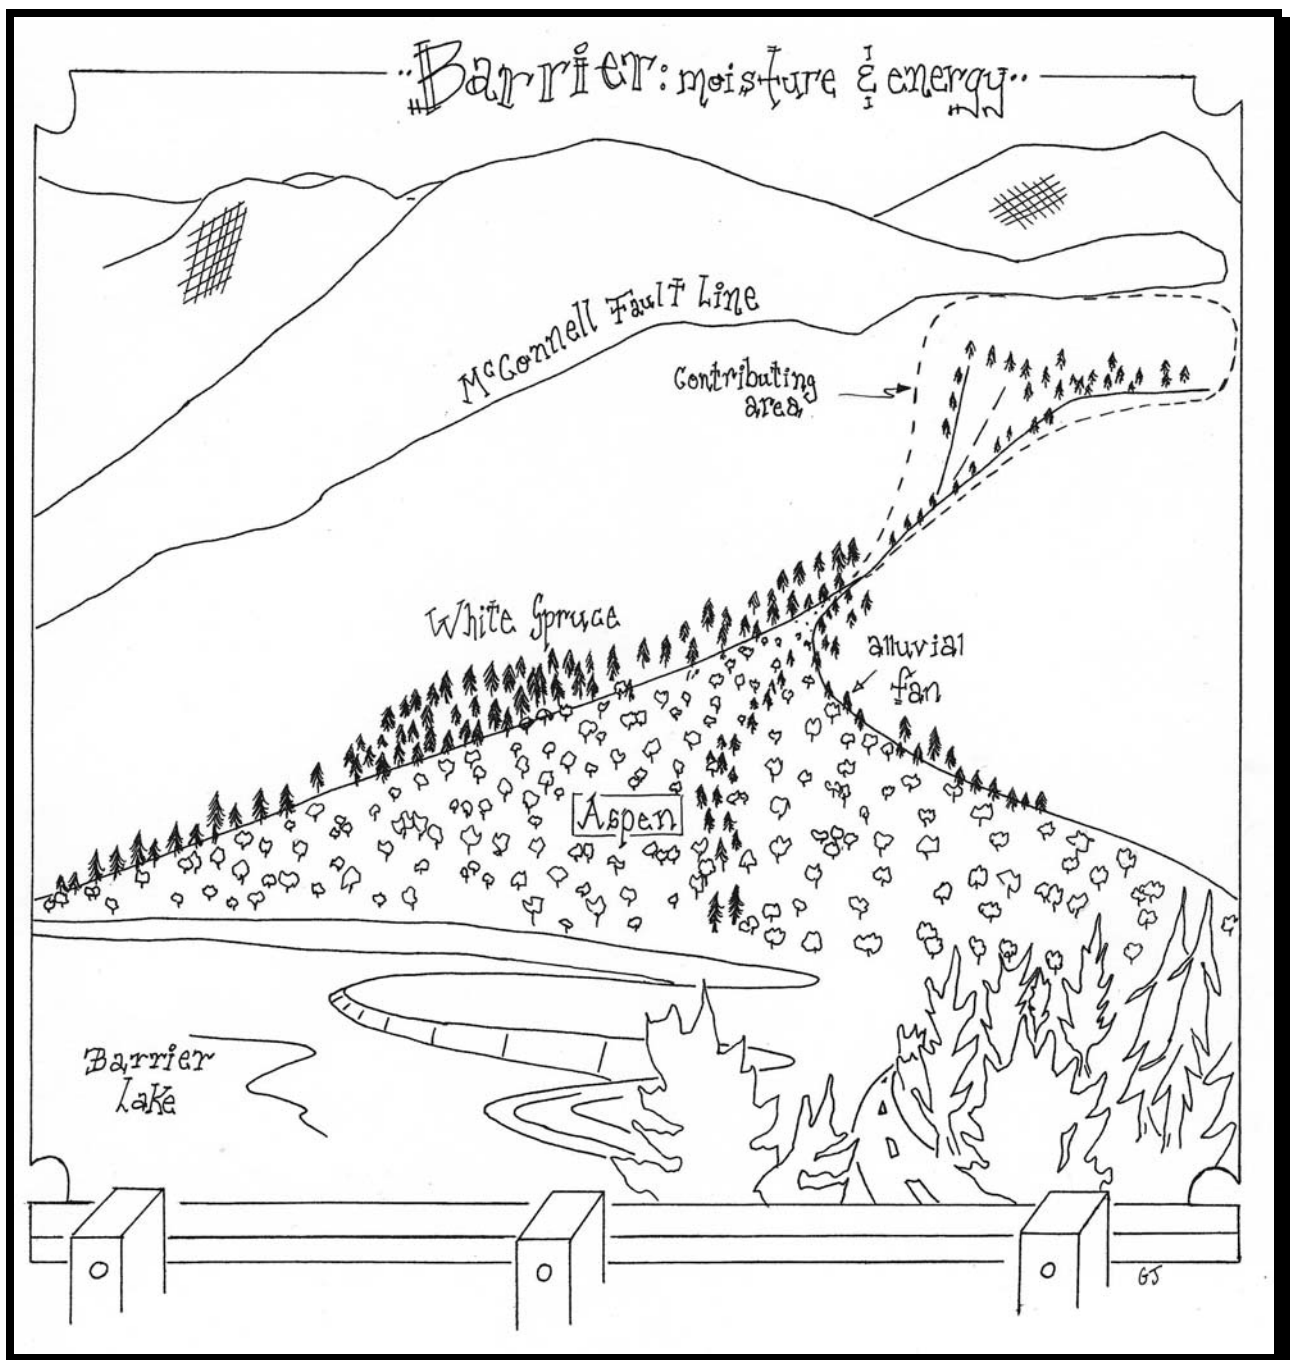 ..Barrier: moisture & energy..
McConnell Fault Line
Contributing
area
White Spruce
alluvial
fan
Aspen
Barrier
Lake
GJ